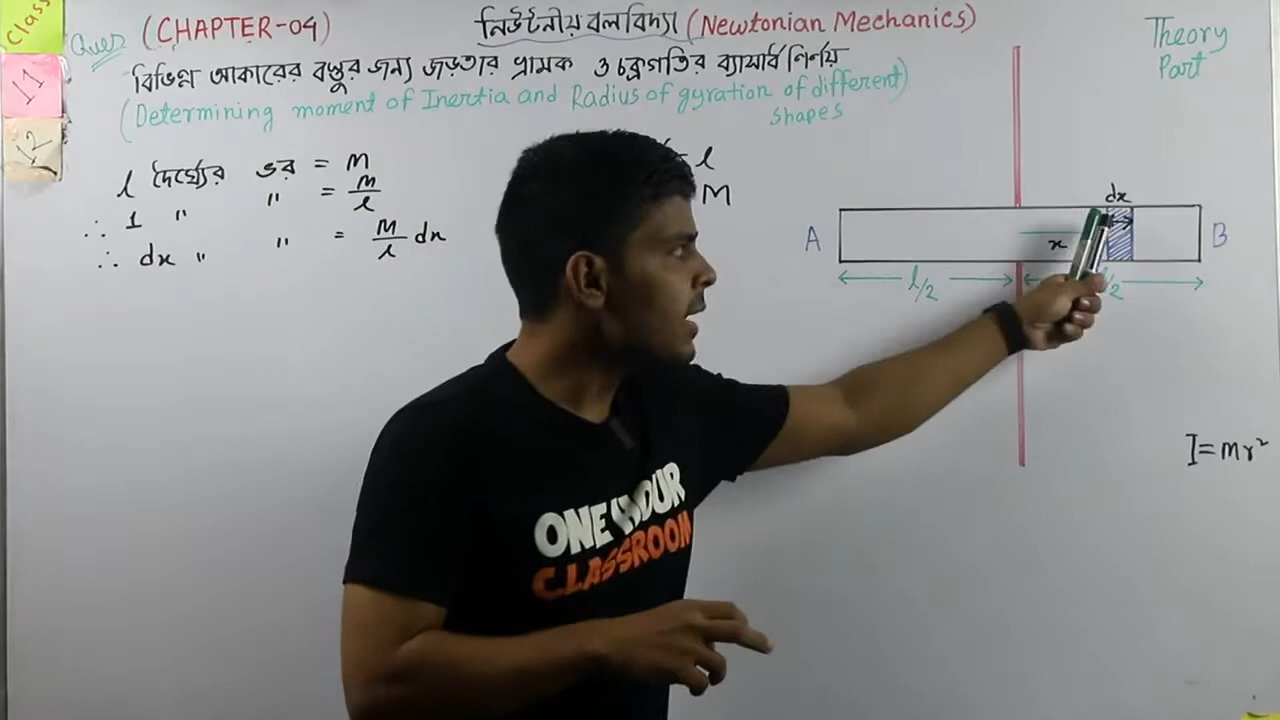 Class
11
12
Ques (CHAPTER-04)
নিউটনীয় বলবিদ্যা (Newtonian Mechanics)
Theory
Part
বিভিন্ন আকারের বস্তুর জন্য জড়তার ভ্রামক ও চক্রগতির ব্যাসার্ধ নির্ণয়
(Determining moment of Inertia and Radius of gyration of different)
shapes
l দৈর্ঘ্যের ভর = M
∴ 1 " " = M/l
∴ dx " " = M/l dx
l
M
dx
A
x
B
l/2
/2
I=mr²
ONE HOUR
CLASSROOM